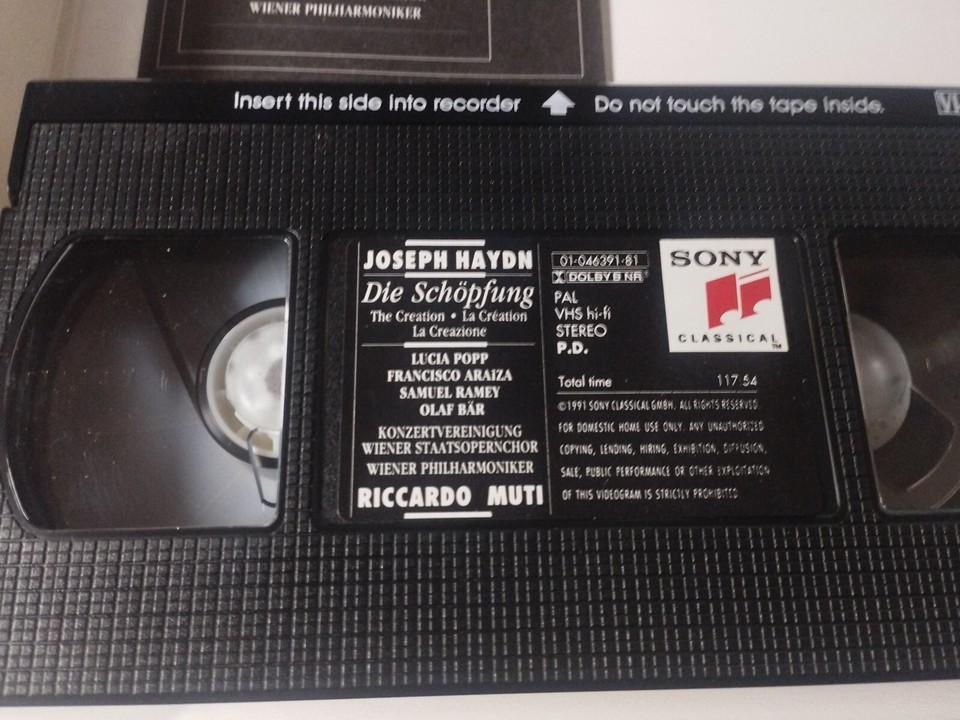 WIENER PHILHARMONIKER
Insert this side into recorder
Do not touch the tape inside.
JOSEPH HAYDN
Die Schöpfung
The Creation • La Création
La Creazione
LUCIA POPP
FRANCISCO ARAIZA
SAMUEL RAMEY
OLAF BÄR
KONZERTVEREINIGUNG
WIENER STAATSOPERNCHOR
WIENER PHILHARMONIKER
RICCARDO MUTI
01-046391-81
DOLBY B NR
PAL
VHS hi-fi
STEREO
P.D.
SONY
CLASSICAL™
Total time 117 54
©1991 SONY CLASSICAL GMBH. ALL RIGHTS RESERVED.
FOR DOMESTIC HOME USE ONLY. ANY UNAUTHORIZED
COPYING, LENDING, HIRING, EXHIBITION, DIFFUSION,
SALE, PUBLIC PERFORMANCE OR OTHER EXPLOITATION
OF THIS VIDEOGRAM IS STRICTLY PROHIBITED